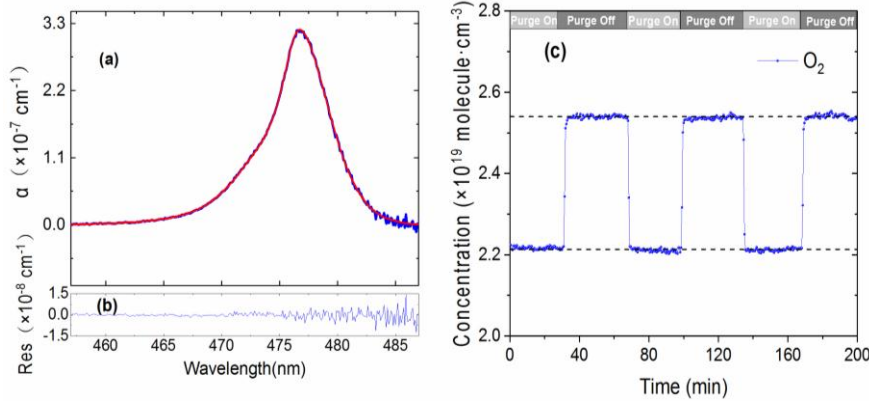 (a)
α (×10⁻⁷ cm⁻¹)
3.3
2.2
1.1
0.0
(b)
Res (×10⁻⁸ cm⁻¹)
1.5
0.0
-1.5
460 465 470 475 480 485
Wavelength(nm)
Purge On Purge Off Purge On Purge Off Purge On Purge Off
(c)
O₂
Concentration (×10¹⁹ molecule·cm⁻³)
2.8
2.6
2.4
2.2
2.0
0 40 80 120 160 200
Time (min)